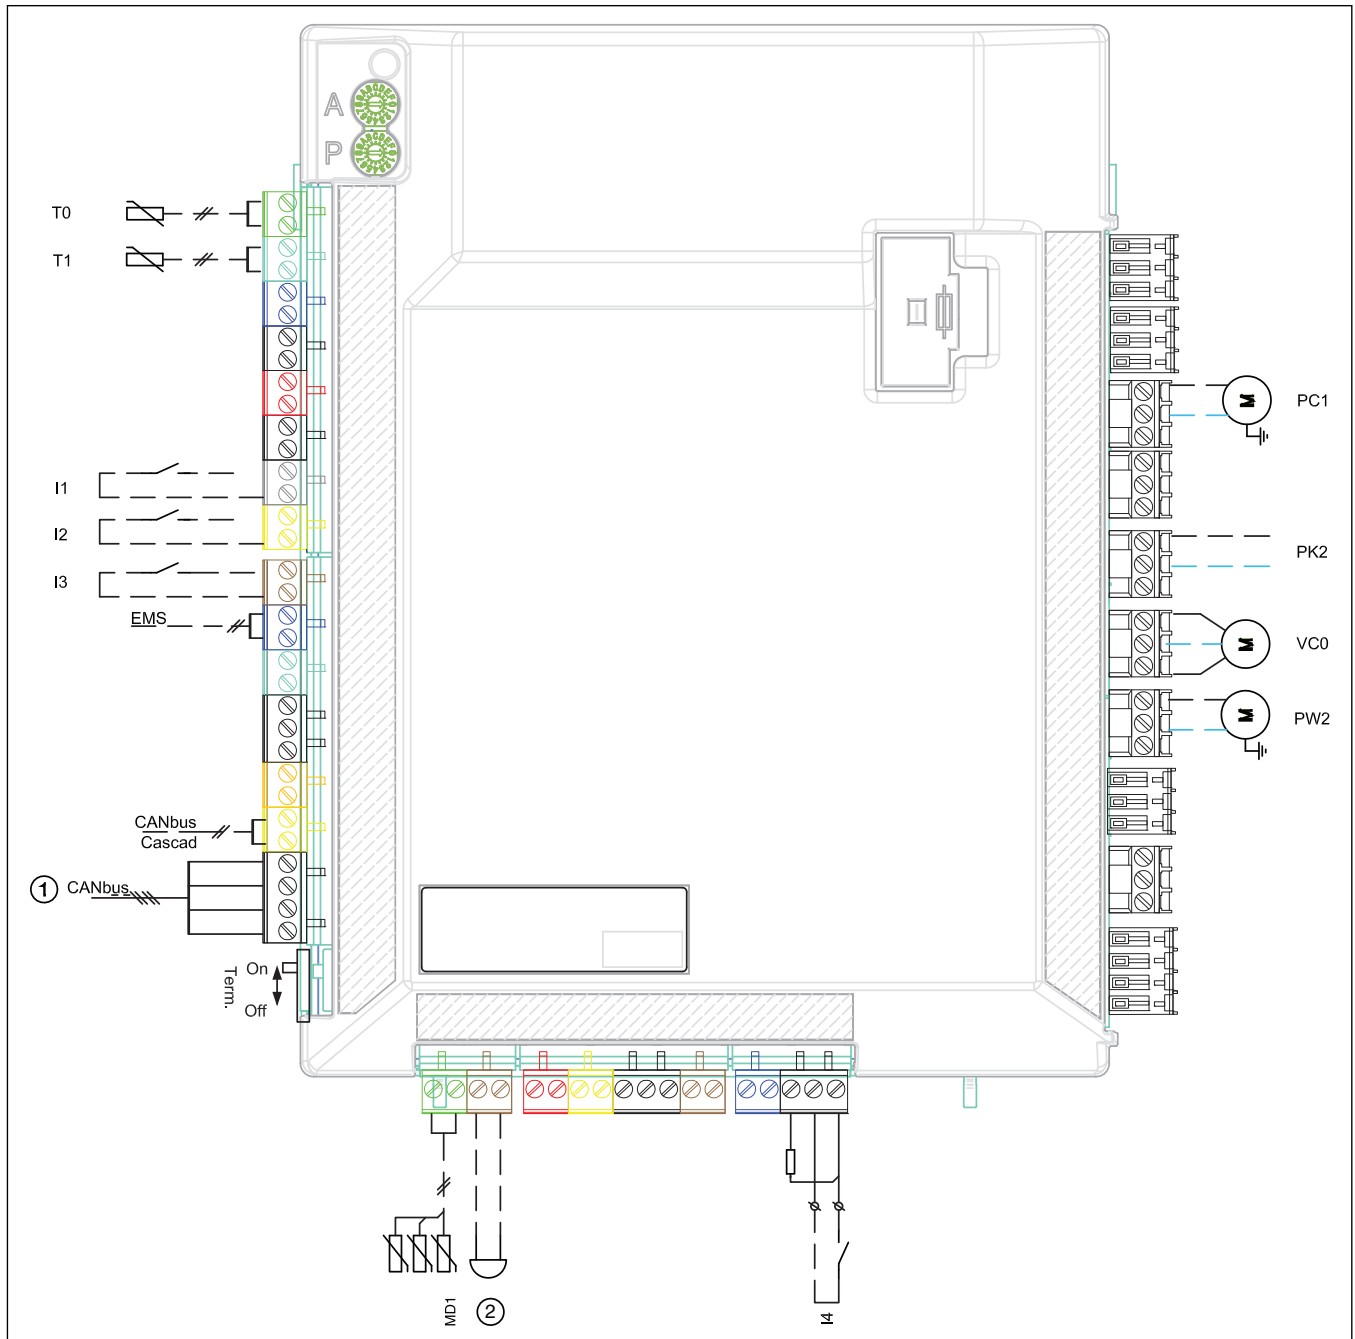 A
P
T0
T1
I1
I2
I3
EMS
CANbus
Cascad
1 CANbus
On
Off
Term.
M PC1
PK2
M VC0
M PW2
MD1
2
I4